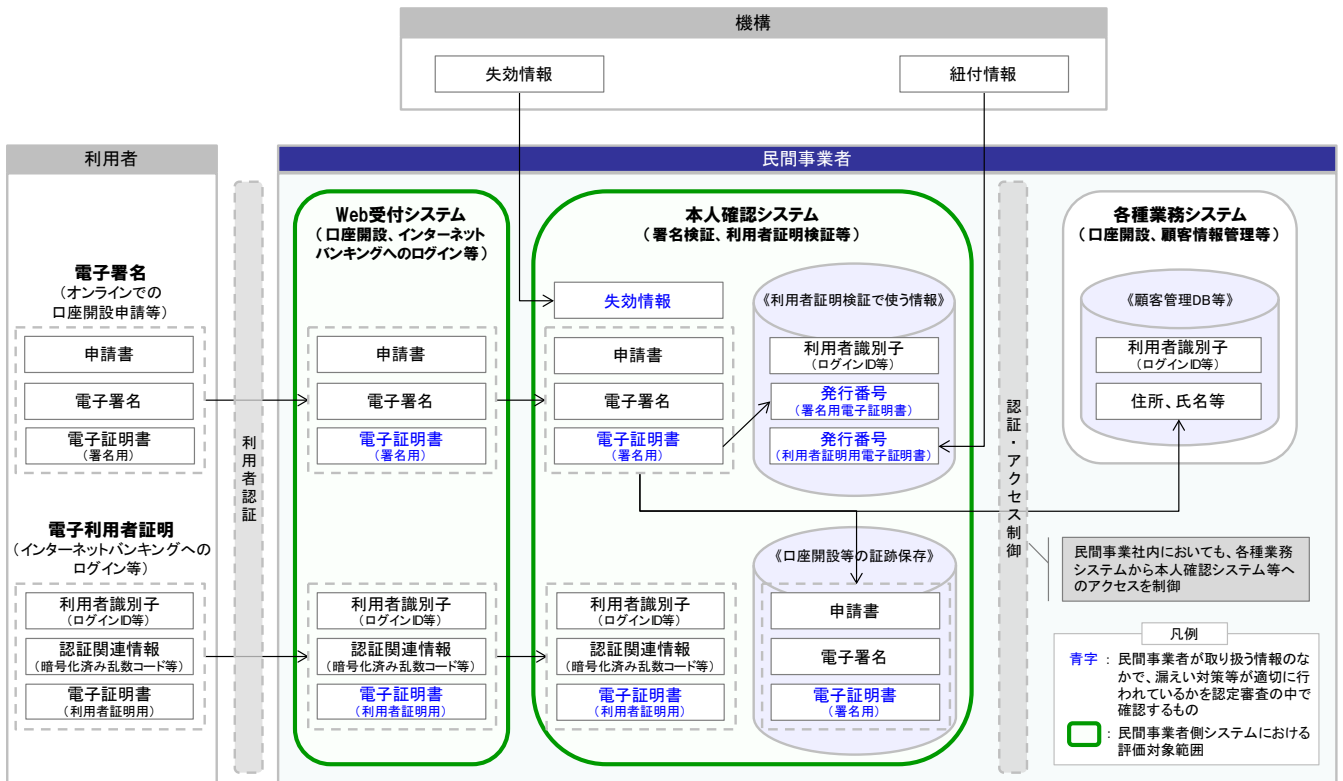 機構
失効情報
紐付情報
利用者
電子署名
（オンラインでの
口座開設申請等）
申請書
電子署名
電子証明書
（署名用）
電子利用者証明
（インターネットバンキングへの
ログイン等）
利用者識別子
（ログインID等）
認証関連情報
（暗号化済み乱数コード等）
電子証明書
（利用者証明用）
利用者認証
民間事業者
Web受付システム
（口座開設、インターネット
バンキングへのログイン等）
申請書
電子署名
電子証明書
（署名用）
利用者識別子
（ログインID等）
認証関連情報
（暗号化済み乱数コード等）
電子証明書
（利用者証明用）
本人確認システム
（署名検証、利用者証明検証等）
失効情報
申請書
電子署名
電子証明書
（署名用）
《利用者証明検証で使う情報》
利用者識別子
（ログインID等）
発行番号
（署名用電子証明書）
発行番号
（利用者証明用電子証明書）
利用者識別子
（ログインID等）
認証関連情報
（暗号化済み乱数コード等）
電子証明書
（利用者証明用）
《口座開設等の証跡保存》
申請書
電子署名
電子証明書
（署名用）
認証・アクセス制御
各種業務システム
（口座開設、顧客情報管理等）
《顧客管理DB等》
利用者識別子
（ログインID等）
住所、氏名等
民間事業社内においても、各種業務
システムから本人確認システム等へ
のアクセスを制御
凡例
青字 ： 民間事業者が取り扱う情報のな
かで、漏えい対策等が適切に行
われているかを認定審査の中で
確認するもの
： 民間事業者側システムにおける
評価対象範囲